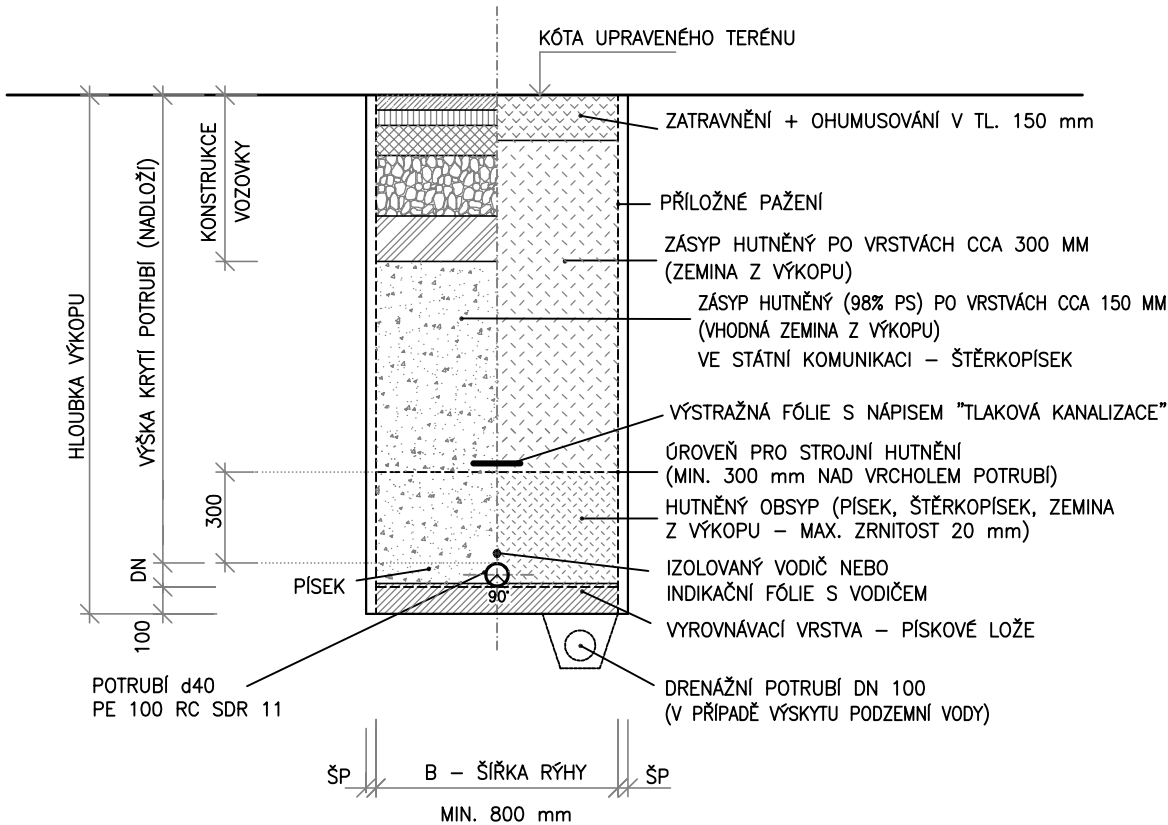 KÓTA UPRAVENÉHO TERÉNU
ZATRAVNĚNÍ + OHUMUSOVÁNÍ V TL. 150 mm
KONSTRUKCE
VOZOVKY
PŘÍLOŽNÉ PAŽENÍ
ZÁSYP HUTNĚNÝ PO VRSTVÁCH CCA 300 MM
(ZEMINA Z VÝKOPU)
ZÁSYP HUTNĚNÝ (98% PS) PO VRSTVÁCH CCA 150 MM
(VHODNÁ ZEMINA Z VÝKOPU)
VE STÁTNÍ KOMUNIKACI – ŠTĚRKOPÍSEK
HLOUBKA VÝKOPU
VÝŠKA KRYTÍ POTRUBÍ (NADLOŽÍ)
VÝSTRAŽNÁ FÓLIE S NÁPISEM "TLAKOVÁ KANALIZACE"
ÚROVEŇ PRO STROJNÍ HUTNĚNÍ
(MIN. 300 mm NAD VRCHOLEM POTRUBÍ)
300
HUTNĚNÝ OBSYP (PÍSEK, ŠTĚRKOPÍSEK, ZEMINA
Z VÝKOPU – MAX. ZRNITOST 20 mm)
DN
PÍSEK
IZOLOVANÝ VODIČ NEBO
INDIKAČNÍ FÓLIE S VODIČEM
90°
100
VYROVNÁVACÍ VRSTVA – PÍSKOVÉ LOŽE
POTRUBÍ d40
PE 100 RC SDR 11
DRENÁŽNÍ POTRUBÍ DN 100
(V PŘÍPADĚ VÝSKYTU PODZEMNÍ VODY)
ŠP
B – ŠÍŘKA RÝHY
ŠP
MIN. 800 mm